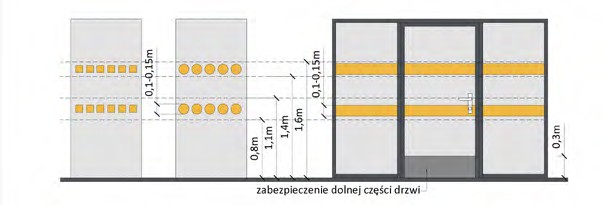 0,1-0,15m
0,8m
1,1m
1,4m
1,6m
0,1-0,15m
0,3m
zabezpieczenie dolnej części drzwi